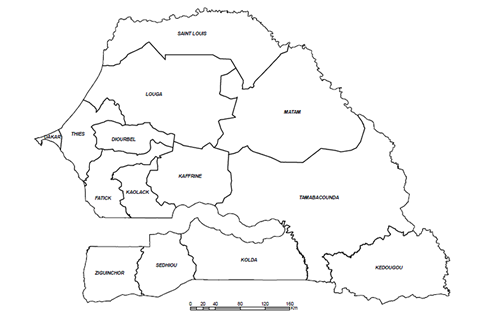 SAINT LOUIS
LOUGA
MATAM
DAKAR
THIES
DIOURBEL
KAFFRINE
KAOLACK
FATICK
TAMABACOUNDA
ZIGUINCHOR
SEDHIOU
KOLDA
KEDOUGOU
0 20 40 80 120 160
Km